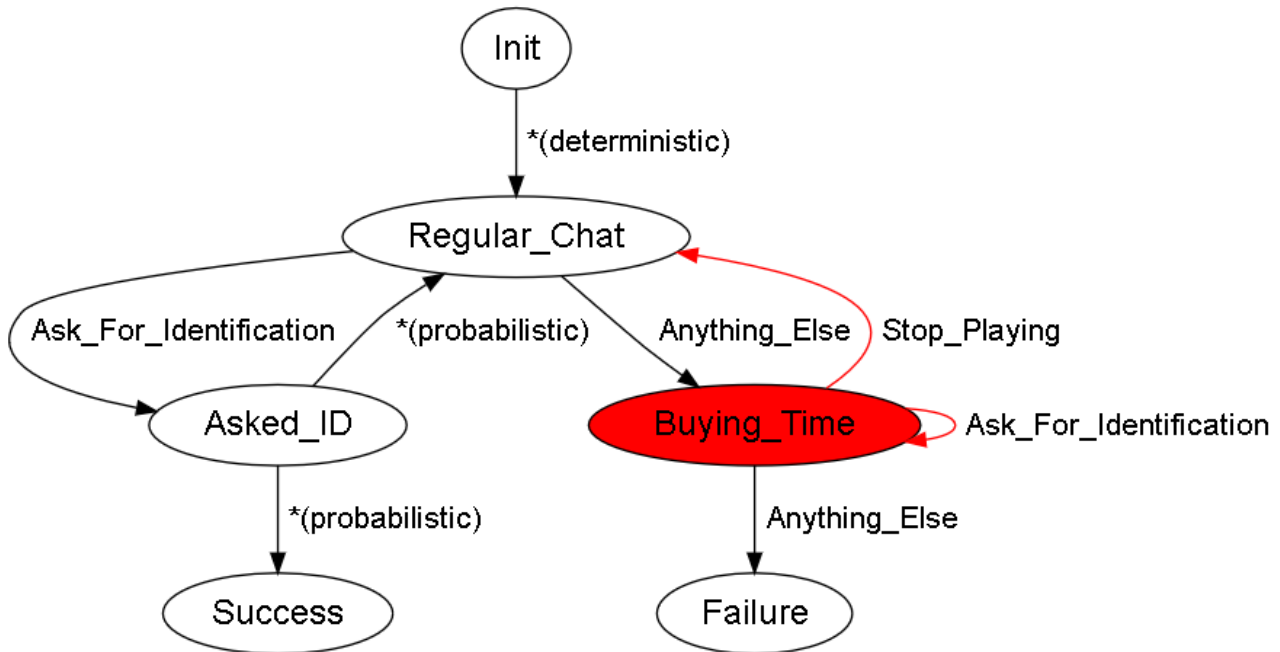 Init
*(deterministic)
Regular_Chat
Ask_For_Identification
*(probabilistic)
Anything_Else
Stop_Playing
Asked_ID
Buying_Time
Ask_For_Identification
*(probabilistic)
Anything_Else
Success
Failure